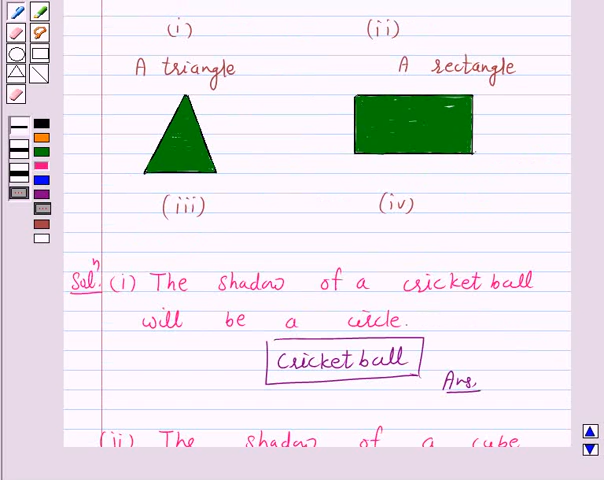 (i) (ii)
A triangle A rectangle
(iii) (iv)
Solⁿ. (i) The shadow of a cricket ball
will be a circle.
Cricket ball
Ans.
(ii) The shadow of a cube